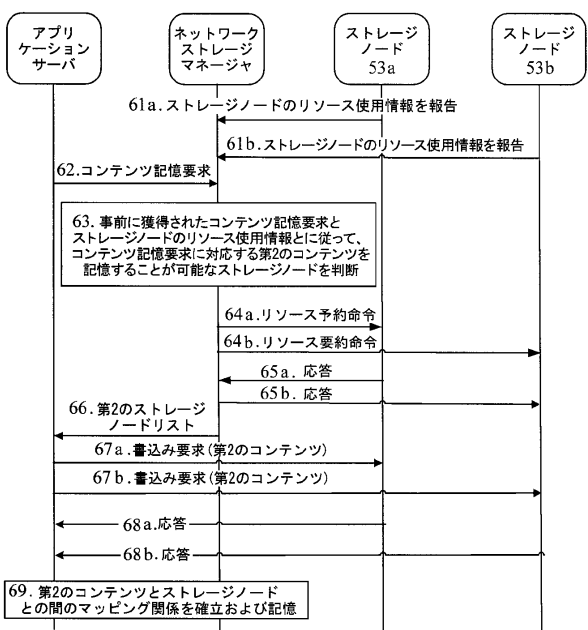 アプリ
ケーション
サーバ
ネットワーク
ストレージ
マネージャ
ストレージ
ノード
53a
ストレージ
ノード
53b
61a.ストレージノードのリソース使用情報を報告
61b.ストレージノードのリソース使用情報を報告
62.コンテンツ記憶要求
63. 事前に獲得されたコンテンツ記憶要求と
ストレージノードのリソース使用情報とに従って、
コンテンツ記憶要求に対応する第2のコンテンツを
記憶することが可能なストレージノードを判断
64a.リソース予約命令
64b.リソース要約命令
65a. 応答
65b. 応答
66.第2のストレージ
ノードリスト
67a.書込み要求(第2のコンテンツ)
67b.書込み要求(第2のコンテンツ)
68a.応答
68b.応答
69. 第2のコンテンツとストレージノード
との間のマッピング関係を確立および記憶